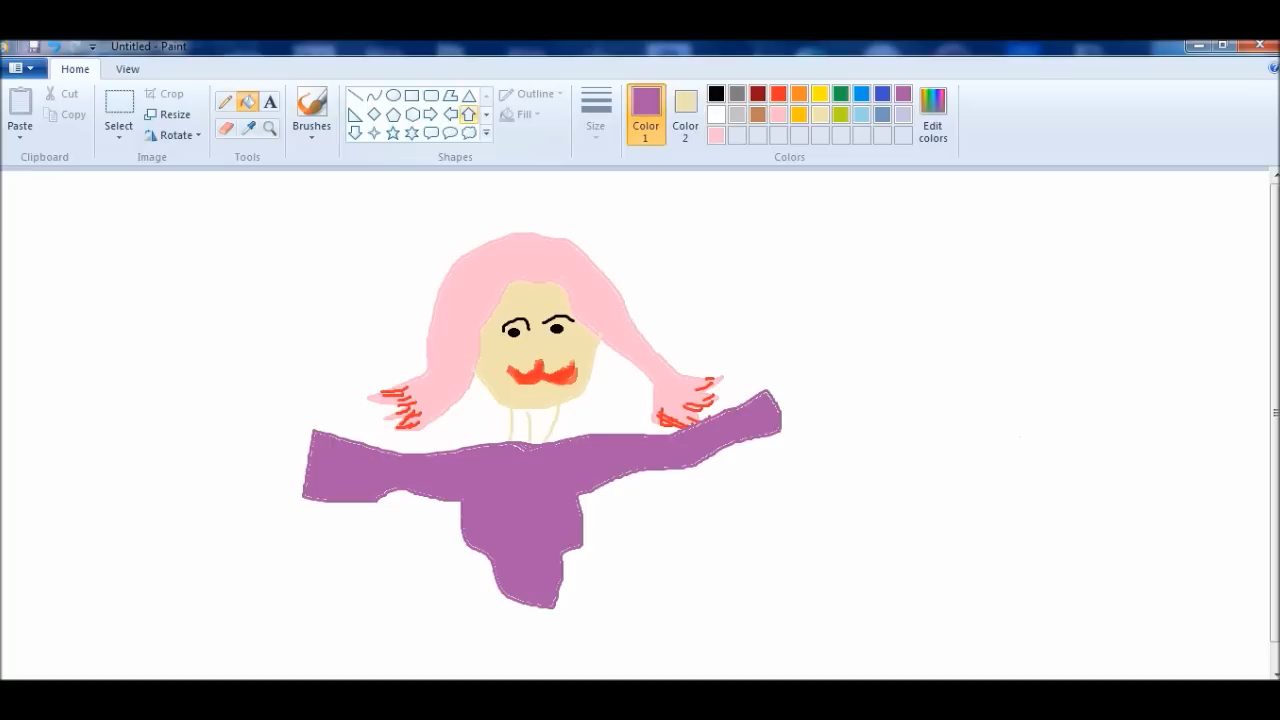 Untitled - Paint
Home View
Paste
Cut
Copy
Clipboard
Select
Crop
Resize
Rotate
Image
A
Tools
Brushes
Outline
Fill
Shapes
Size
Color
1
Color
2
Edit
colors
Colors